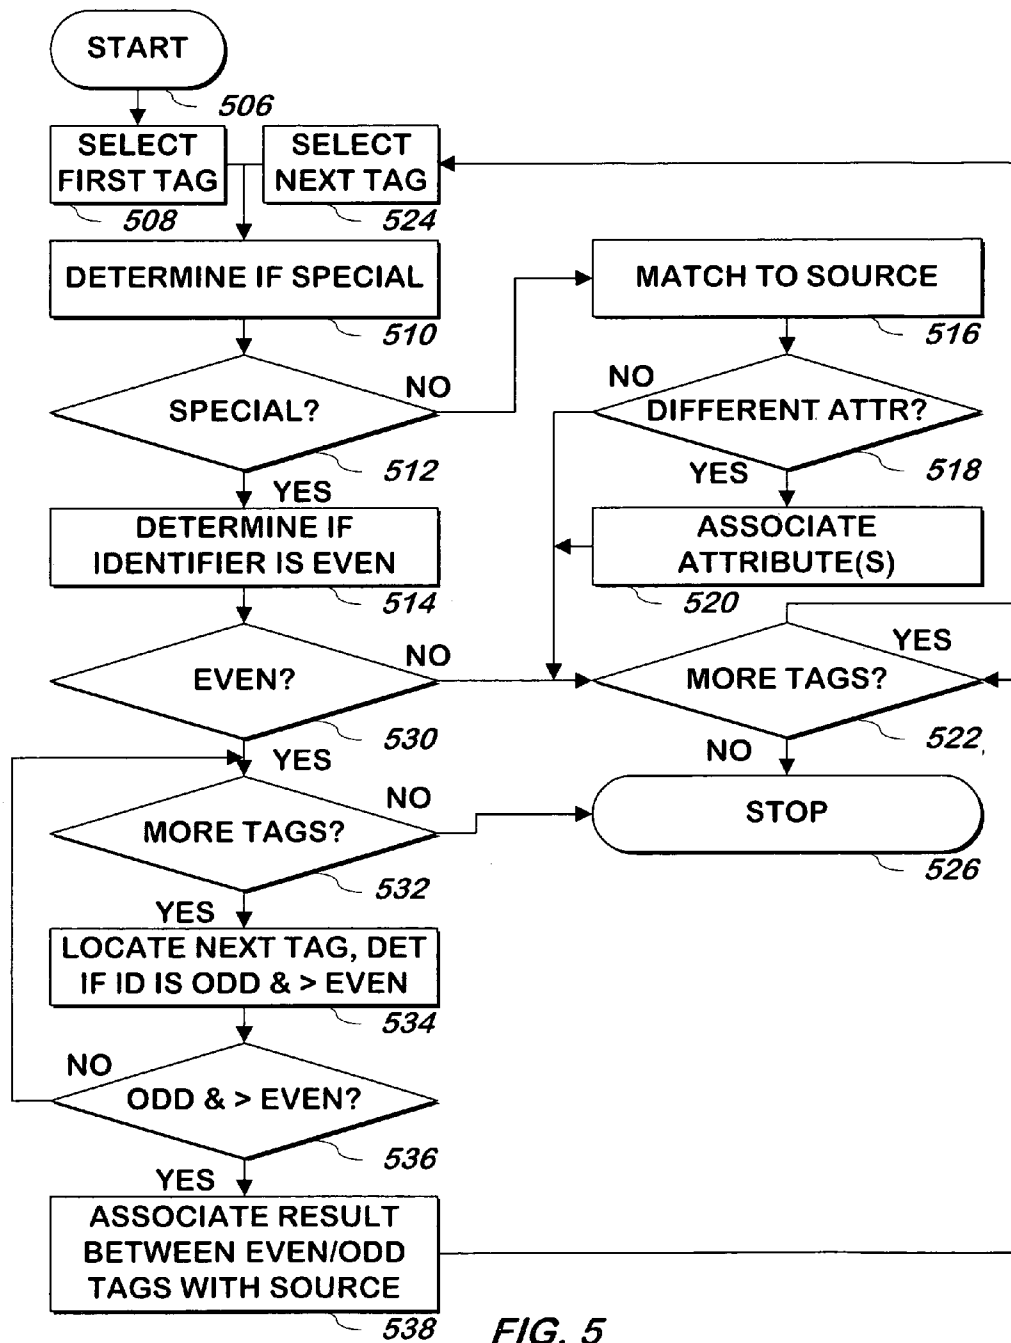 START
506
SELECT
FIRST TAG
508
SELECT
NEXT TAG
524
DETERMINE IF SPECIAL
510
MATCH TO SOURCE
516
SPECIAL?
NO
512
YES
NO
DIFFERENT ATTR?
518
YES
DETERMINE IF
IDENTIFIER IS EVEN
514
ASSOCIATE
ATTRIBUTE(S)
520
EVEN?
NO
530
YES
MORE TAGS?
YES
522
NO
MORE TAGS?
NO
532
YES
STOP
526
LOCATE NEXT TAG, DET
IF ID IS ODD & > EVEN
534
NO
ODD & > EVEN?
536
YES
ASSOCIATE RESULT
BETWEEN EVEN/ODD
TAGS WITH SOURCE
538
FIG. 5